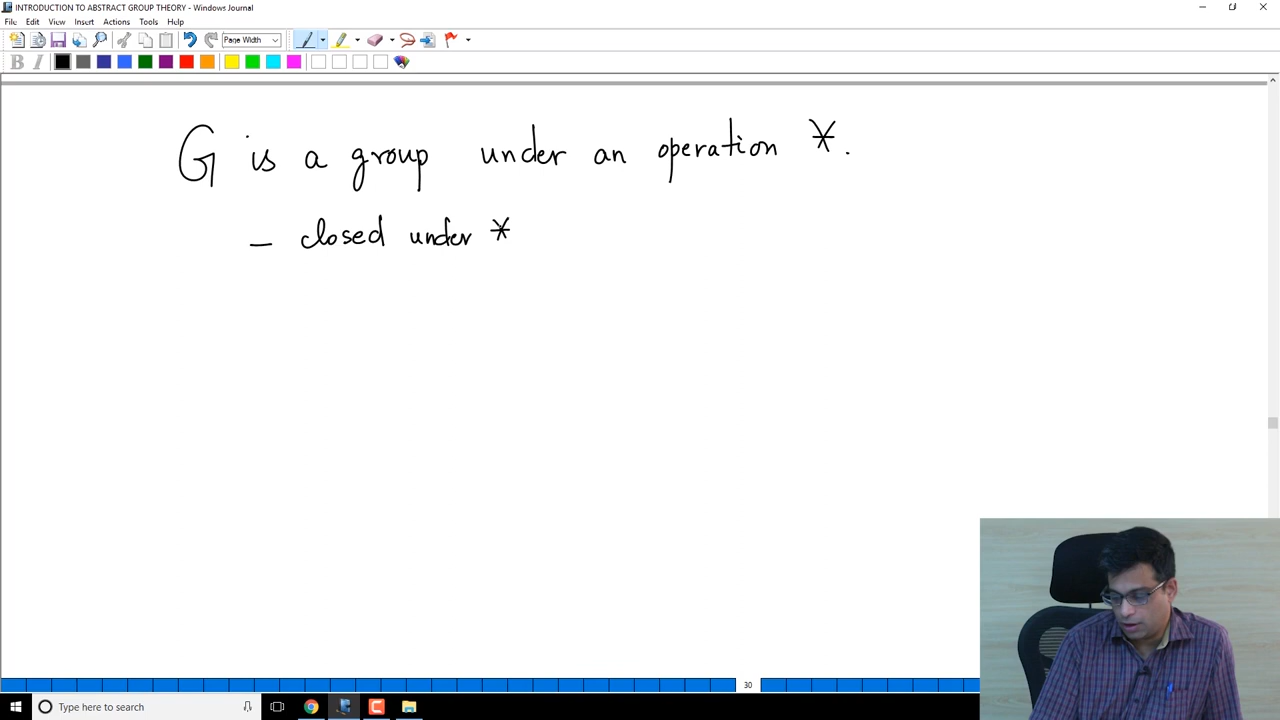 INTRODUCTION TO ABSTRACT GROUP THEORY - Windows Journal
File Edit View Insert Actions Tools Help
Page Width
B I
G is a group under an operation *.
- closed under *
30
Type here to search